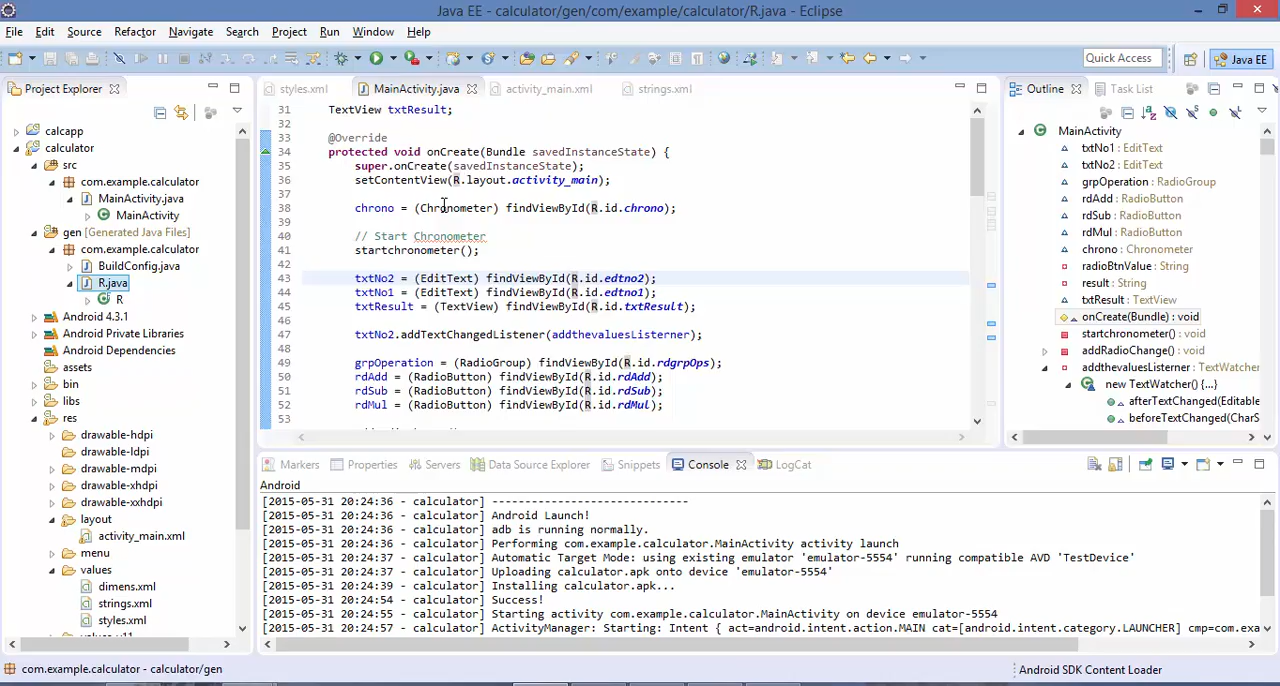 Java EE - calculator/gen/com/example/calculator/R.java - Eclipse
File Edit Source Refactor Navigate Search Project Run Window Help
Quick Access Java EE
Project Explorer
styles.xml MainActivity.java activity_main.xml strings.xml
Outline Task List
calcapp
calculator
src
com.example.calculator
MainActivity.java
MainActivity
gen [Generated Java Files]
com.example.calculator
BuildConfig.java
R.java
R
Android 4.3.1
Android Private Libraries
Android Dependencies
assets
bin
libs
res
drawable-hdpi
drawable-ldpi
drawable-mdpi
drawable-xhdpi
drawable-xxhdpi
layout
activity_main.xml
menu
values
dimens.xml
strings.xml
styles.xml
31 TextView txtResult;
32
33 @Override
34 protected void onCreate(Bundle savedInstanceState) {
35 super.onCreate(savedInstanceState);
36 setContentView(R.layout.activity_main);
37
38 chrono = (Chronometer) findViewById(R.id.chrono);
39
40 // Start Chronometer
41 startchronometer();
42
43 txtNo2 = (EditText) findViewById(R.id.edtno2);
44 txtNo1 = (EditText) findViewById(R.id.edtno1);
45 txtResult = (TextView) findViewById(R.id.txtResult);
46
47 txtNo2.addTextChangedListener(addthevaluesListerner);
48
49 grpOperation = (RadioGroup) findViewById(R.id.rdgrpOps);
50 rdAdd = (RadioButton) findViewById(R.id.rdAdd);
51 rdSub = (RadioButton) findViewById(R.id.rdSub);
52 rdMul = (RadioButton) findViewById(R.id.rdMul);
53
MainActivity
txtNo1 : EditText
txtNo2 : EditText
grpOperation : RadioGroup
rdAdd : RadioButton
rdSub : RadioButton
rdMul : RadioButton
chrono : Chronometer
radioBtnValue : String
result : String
txtResult : TextView
onCreate(Bundle) : void
startchronometer() : void
addRadioChange() : void
addthevaluesListerner : TextWatcher
new TextWatcher() {...}
afterTextChanged(Editable
beforeTextChanged(CharS
Markers Properties Servers Data Source Explorer Snippets Console LogCat
Android
[2015-05-31 20:24:36 - calculator] ------------------------------
[2015-05-31 20:24:36 - calculator] Android Launch!
[2015-05-31 20:24:36 - calculator] adb is running normally.
[2015-05-31 20:24:36 - calculator] Performing com.example.calculator.MainActivity activity launch
[2015-05-31 20:24:37 - calculator] Automatic Target Mode: using existing emulator 'emulator-5554' running compatible AVD 'TestDevice'
[2015-05-31 20:24:37 - calculator] Uploading calculator.apk onto device 'emulator-5554'
[2015-05-31 20:24:37 - calculator] Installing calculator.apk...
[2015-05-31 20:24:54 - calculator] Success!
[2015-05-31 20:24:55 - calculator] Starting activity com.example.calculator.MainActivity on device emulator-5554
[2015-05-31 20:24:57 - calculator] ActivityManager: Starting: Intent { act=android.intent.action.MAIN cat=[android.intent.category.LAUNCHER] cmp=com.exa
com.example.calculator - calculator/gen
Android SDK Content Loader